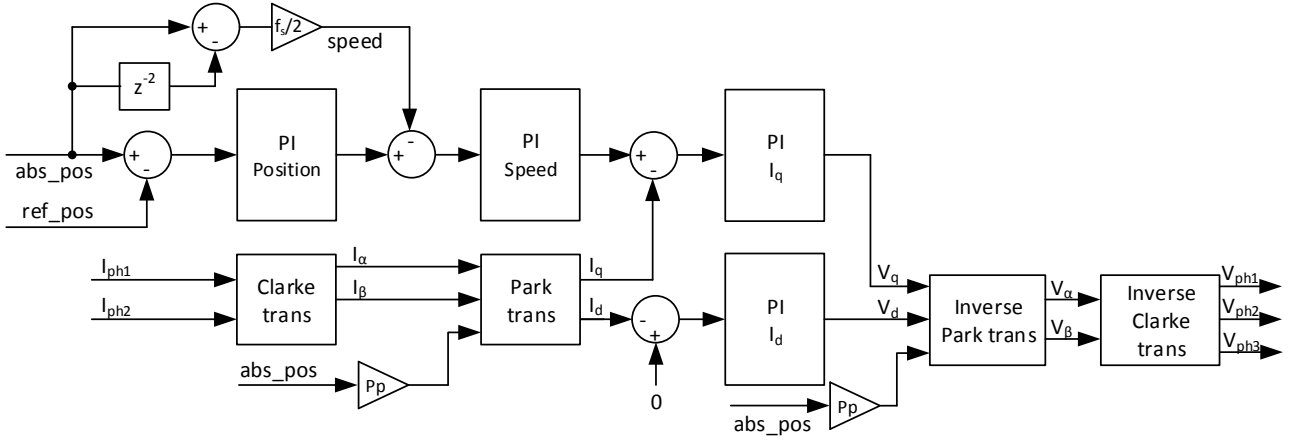 +
-
f_s/2
speed
z^-2
PI
Position
PI
Speed
PI
I_q
+
-
+
-
+
-
abs_pos
ref_pos
I_ph1
I_ph2
Clarke
trans
I_α
I_β
Park
trans
I_q
I_d
-
+
0
PI
I_d
V_q
V_d
Inverse
Park trans
V_α
V_β
Inverse
Clarke
trans
V_ph1
V_ph2
V_ph3
abs_pos
Pp
abs_pos
Pp